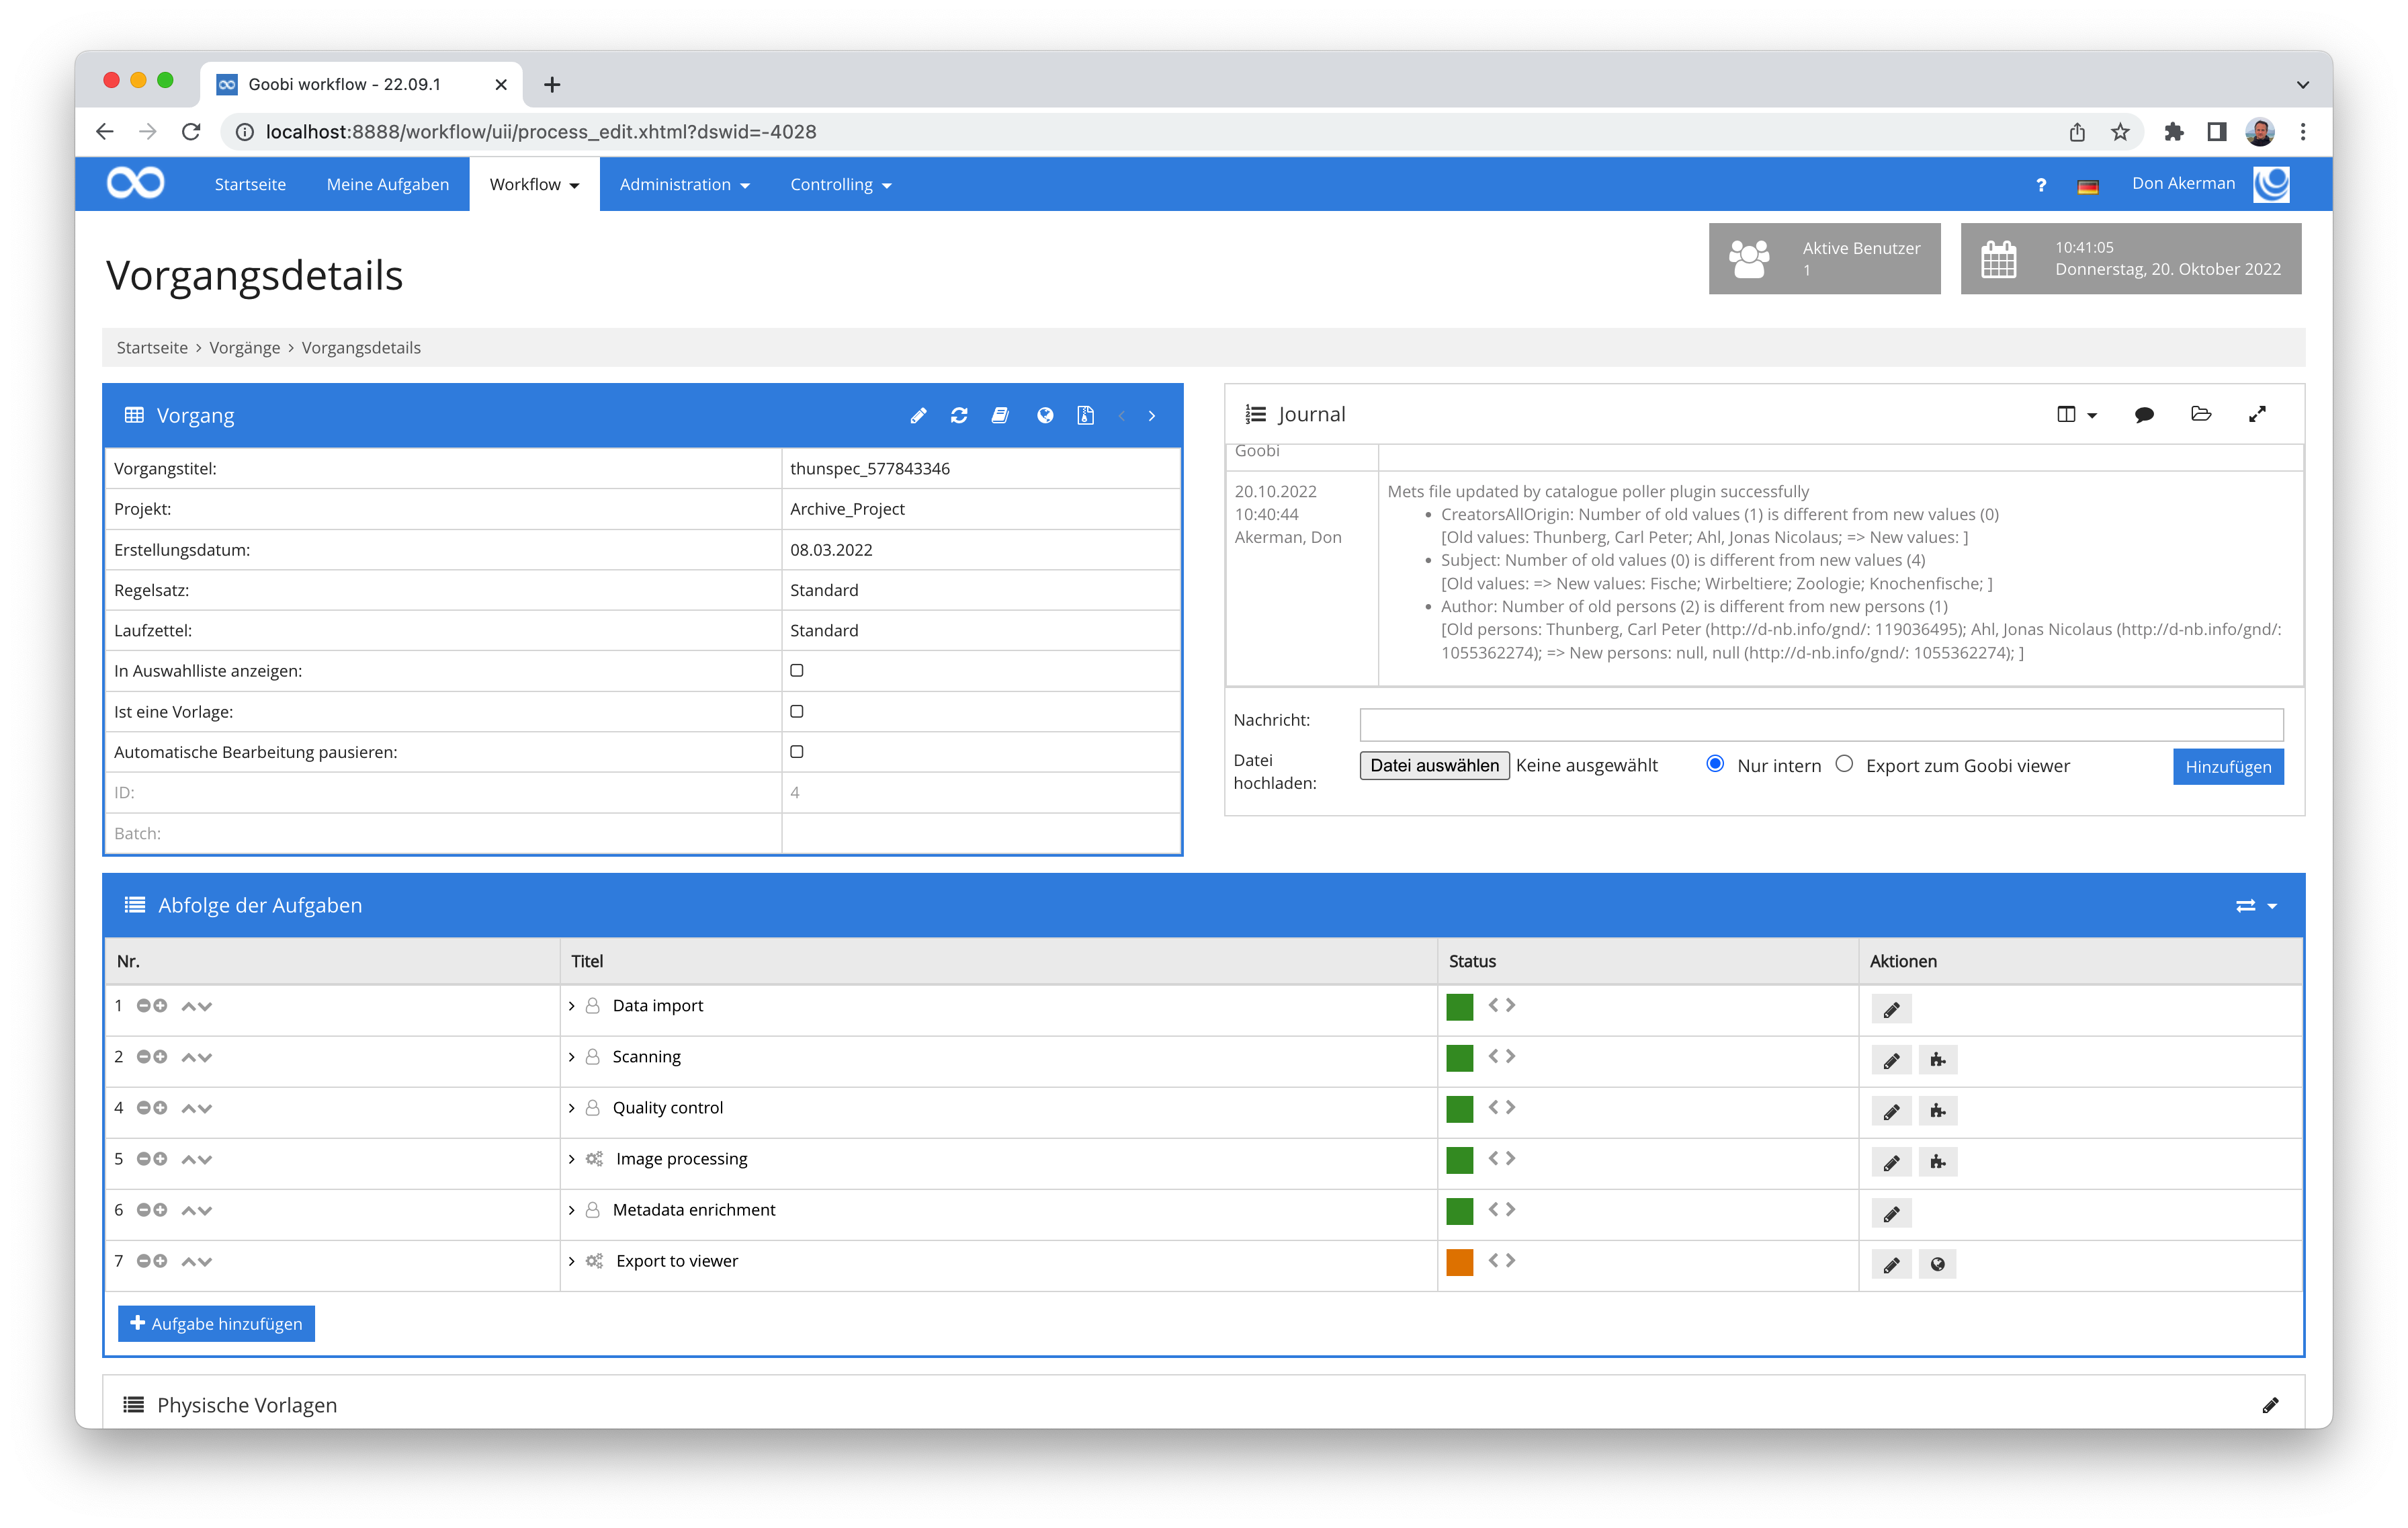 Goobi workflow - 22.09.1
localhost:8888/workflow/uii/process_edit.xhtml?dswid=-4028
Startseite Meine Aufgaben Workflow Administration Controlling ? Don Akerman
Vorgangsdetails
Aktive Benutzer
1
10:41:05
Donnerstag, 20. Oktober 2022
Startseite › Vorgänge › Vorgangsdetails
Vorgang
Vorgangstitel: thunspec_577843346
Projekt: Archive_Project
Erstellungsdatum: 08.03.2022
Regelsatz: Standard
Laufzettel: Standard
In Auswahlliste anzeigen:
Ist eine Vorlage:
Automatische Bearbeitung pausieren:
ID: 4
Batch:
Journal
Goobi
20.10.2022
10:40:44
Akerman, Don
Mets file updated by catalogue poller plugin successfully
• CreatorsAllOrigin: Number of old values (1) is different from new values (0)
[Old values: Thunberg, Carl Peter; Ahl, Jonas Nicolaus; => New values: ]
• Subject: Number of old values (0) is different from new values (4)
[Old values: => New values: Fische; Wirbeltiere; Zoologie; Knochenfische; ]
• Author: Number of old persons (2) is different from new persons (1)
[Old persons: Thunberg, Carl Peter (http://d-nb.info/gnd/: 119036495); Ahl, Jonas Nicolaus (http://d-nb.info/gnd/:
1055362274); => New persons: null, null (http://d-nb.info/gnd/: 1055362274); ]
Nachricht:
Datei
hochladen:
Datei auswählen Keine ausgewählt Nur intern Export zum Goobi viewer Hinzufügen
Abfolge der Aufgaben
Nr. Titel Status Aktionen
1 Data import
2 Scanning
4 Quality control
5 Image processing
6 Metadata enrichment
7 Export to viewer
Aufgabe hinzufügen
Physische Vorlagen